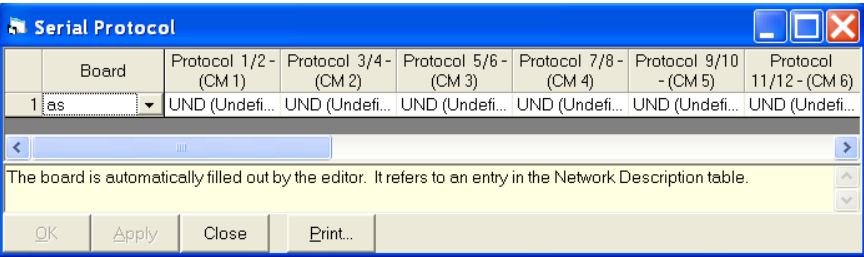 Serial Protocol
Board Protocol 1/2 - (CM 1) Protocol 3/4 - (CM 2) Protocol 5/6 - (CM 3) Protocol 7/8 - (CM 4) Protocol 9/10 - (CM 5) Protocol 11/12 - (CM 6)
1 as UND (Undefi... UND (Undefi... UND (Undefi... UND (Undefi... UND (Undefi... UND (Undefi...
The board is automatically filled out by the editor. It refers to an entry in the Network Description table.
OK Apply Close Print...